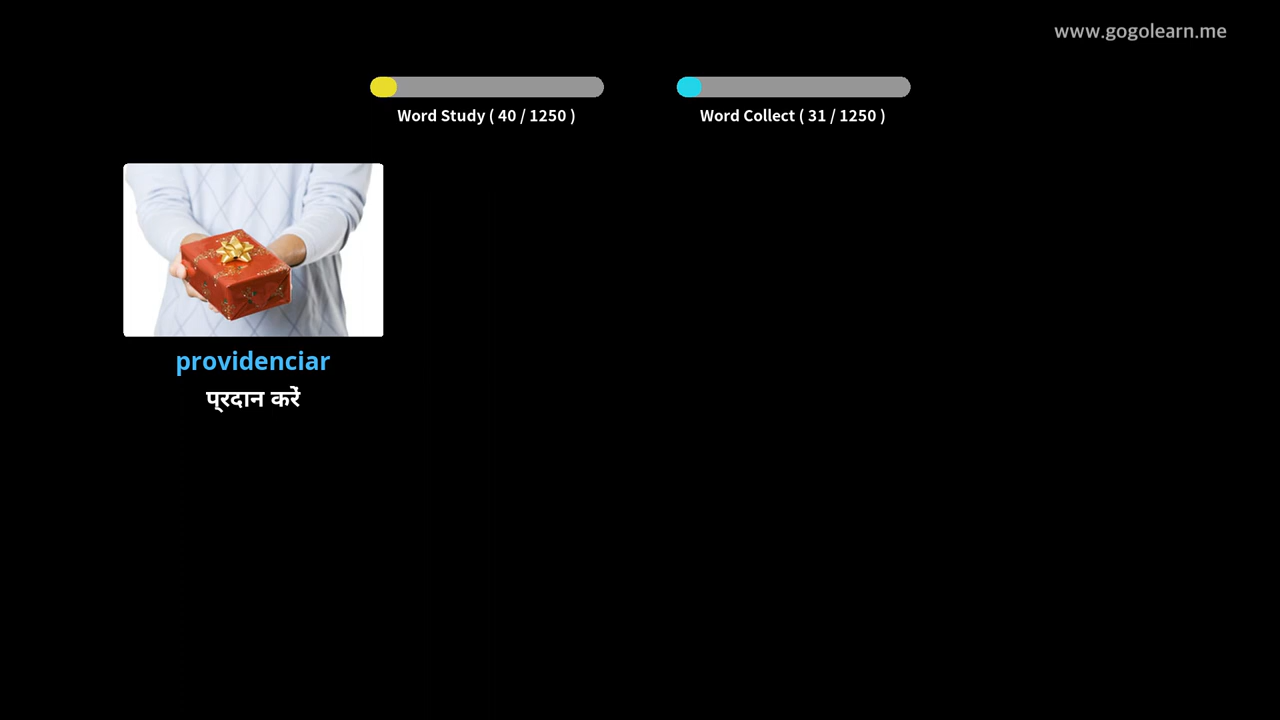 www.gogolearn.me
Word Study ( 40 / 1250 )
Word Collect ( 31 / 1250 )
providenciar
प्रदान करें